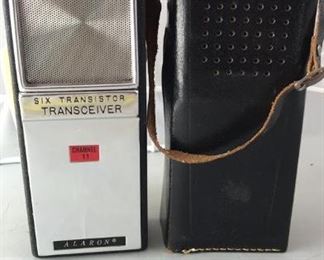 SIX TRANSISTOR
TRANSCEIVER
CHANNEL
11
ALARON®